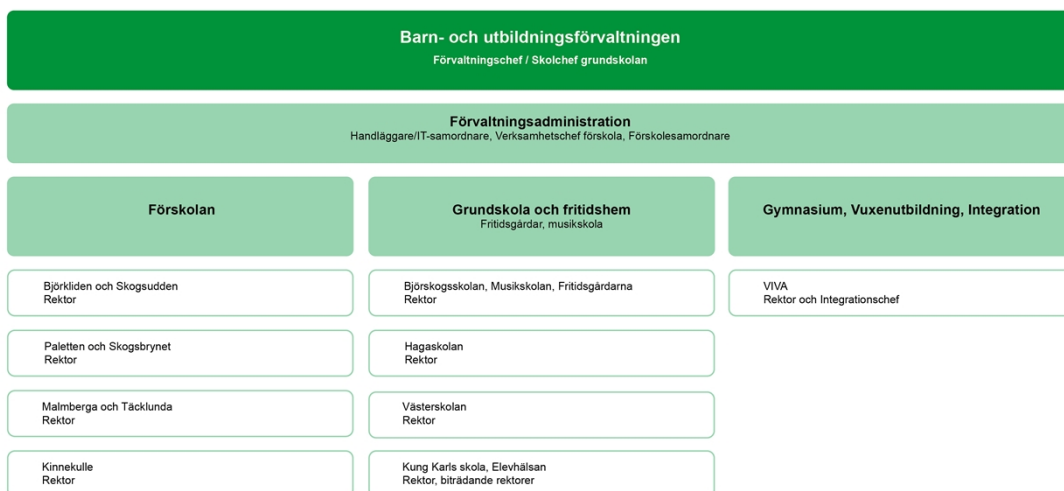 Barn- och utbildningsförvaltningen
Förvaltningschef / Skolchef grundskolan
Förvaltningsadministration
Handläggare/IT-samordnare, Verksamhetschef förskola, Förskolesamordnare
Förskolan
Björkliden och Skogsudden
Rektor
Paletten och Skogsbrynet
Rektor
Malmberga och Täcklunda
Rektor
Kinnekulle
Rektor
Grundskola och fritidshem
Fritidsgårdar, musikskola
Björskogsskolan, Musikskolan, Fritidsgårdarna
Rektor
Hagaskolan
Rektor
Västerskolan
Rektor
Kung Karls skola, Elevhälsan
Rektor, biträdande rektorer
Gymnasium, Vuxenutbildning, Integration
VIVA
Rektor och Integrationschef